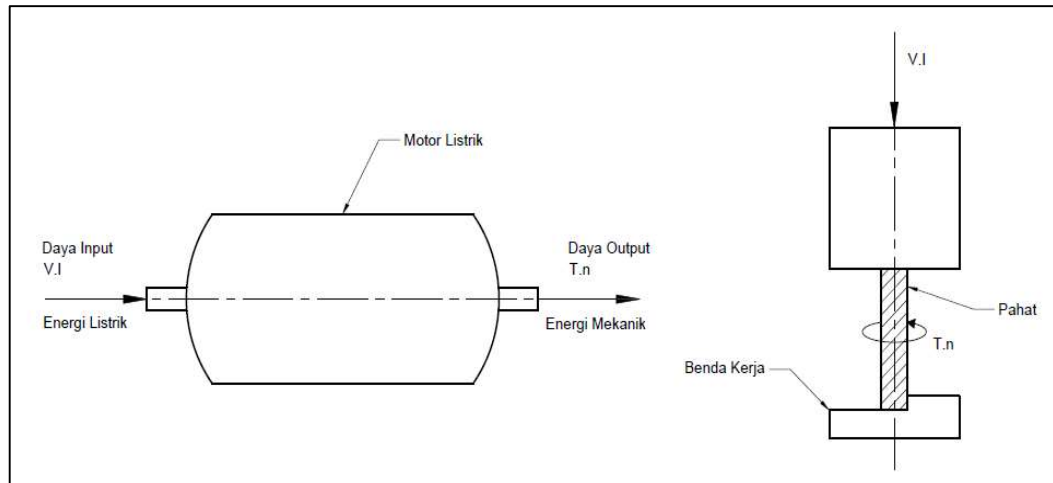 Motor Listrik
Daya Input
V.I
Energi Listrik
Daya Output
T.n
Energi Mekanik
V.I
Pahat
T.n
Benda Kerja